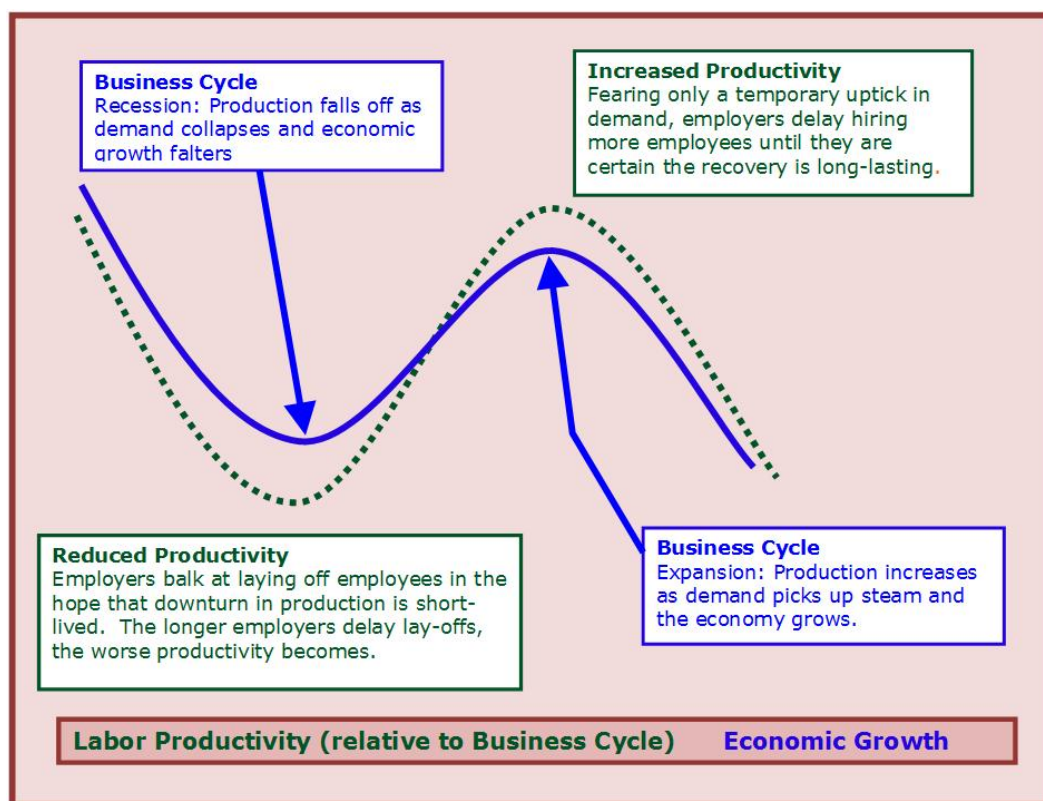 Business Cycle
Recession: Production falls off as
demand collapses and economic
growth falters
Increased Productivity
Fearing only a temporary uptick in
demand, employers delay hiring
more employees until they are
certain the recovery is long-lasting.
Reduced Productivity
Employers balk at laying off employees in the
hope that downturn in production is short-
lived.  The longer employers delay lay-offs,
the worse productivity becomes.
Business Cycle
Expansion: Production increases
as demand picks up steam and
the economy grows.
Labor Productivity (relative to Business Cycle) Economic Growth